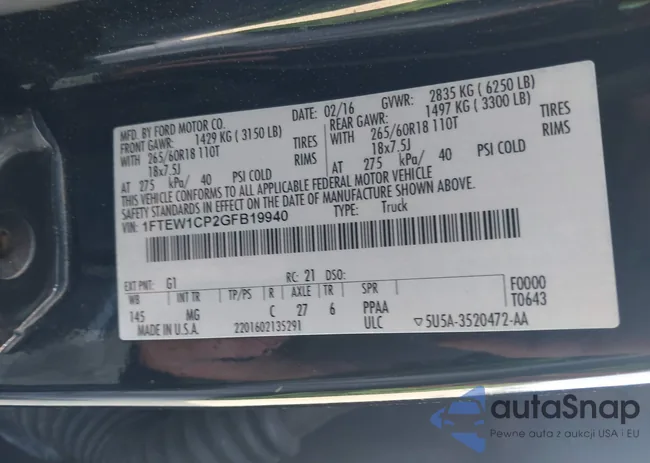 MFD. BY FORD MOTOR CO. DATE: 02/16 GVWR: 2835 KG ( 6250 LB)
FRONT GAWR: 1429 KG ( 3150 LB) REAR GAWR: 1497 KG ( 3300 LB)
WITH 265/60R18 110T TIRES WITH 265/60R18 110T TIRES
18x7.5J RIMS 18x7.5J RIMS
AT 275 kPa/ 40 PSI COLD AT 275 kPa/ 40 PSI COLD
THIS VEHICLE CONFORMS TO ALL APPLICABLE FEDERAL MOTOR VEHICLE
SAFETY STANDARDS IN EFFECT ON THE DATE OF MANUFACTURE SHOWN ABOVE.
VIN: 1FTEW1CP2GFB19940 TYPE: Truck
EXT PNT: G1 RC: 21 DSO: F0000
WB INT TR TP/PS R AXLE TR SPR T0643
145 MG C 27 6 PPAA
MADE IN U.S.A. 2201602135291 ULC ▽5U5A-3520472-AA
autaSnap
Pewne auta z aukcji USA i EU